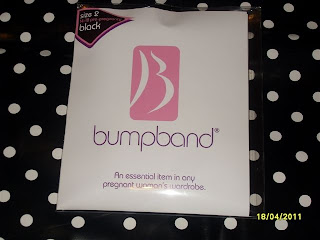 size 2
black
bumpband®
An essential item in any
pregnant woman's wardrobe.
18/04/2011